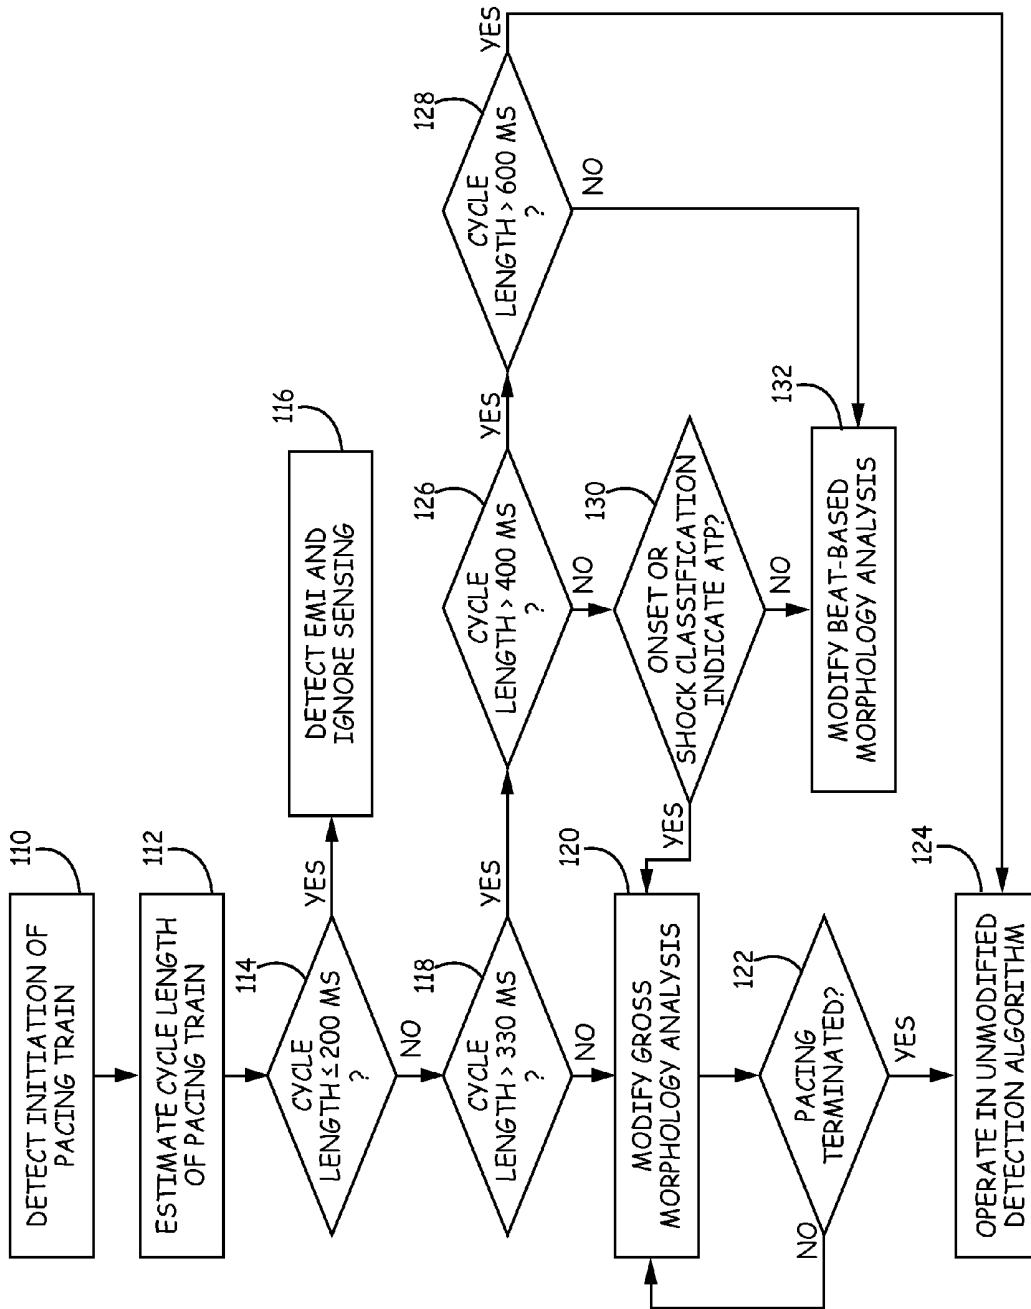 110
DETECT INITIATION OF
PACING TRAIN
112
ESTIMATE CYCLE LENGTH
OF PACING TRAIN
114
CYCLE
LENGTH ≤ 200 MS
?
YES
NO
116
DETECT EMI AND
IGNORE SENSING
118
CYCLE
LENGTH > 330 MS
?
YES
NO
126
CYCLE
LENGTH > 400 MS
?
YES
NO
128
CYCLE
LENGTH > 600 MS
?
YES
NO
120
MODIFY GROSS
MORPHOLOGY ANALYSIS
130
ONSET OR
SHOCK CLASSIFICATION
INDICATE ATP?
YES
NO
122
PACING
TERMINATED?
NO
YES
132
MODIFY BEAT-BASED
MORPHOLOGY ANALYSIS
124
OPERATE IN UNMODIFIED
DETECTION ALGORITHM